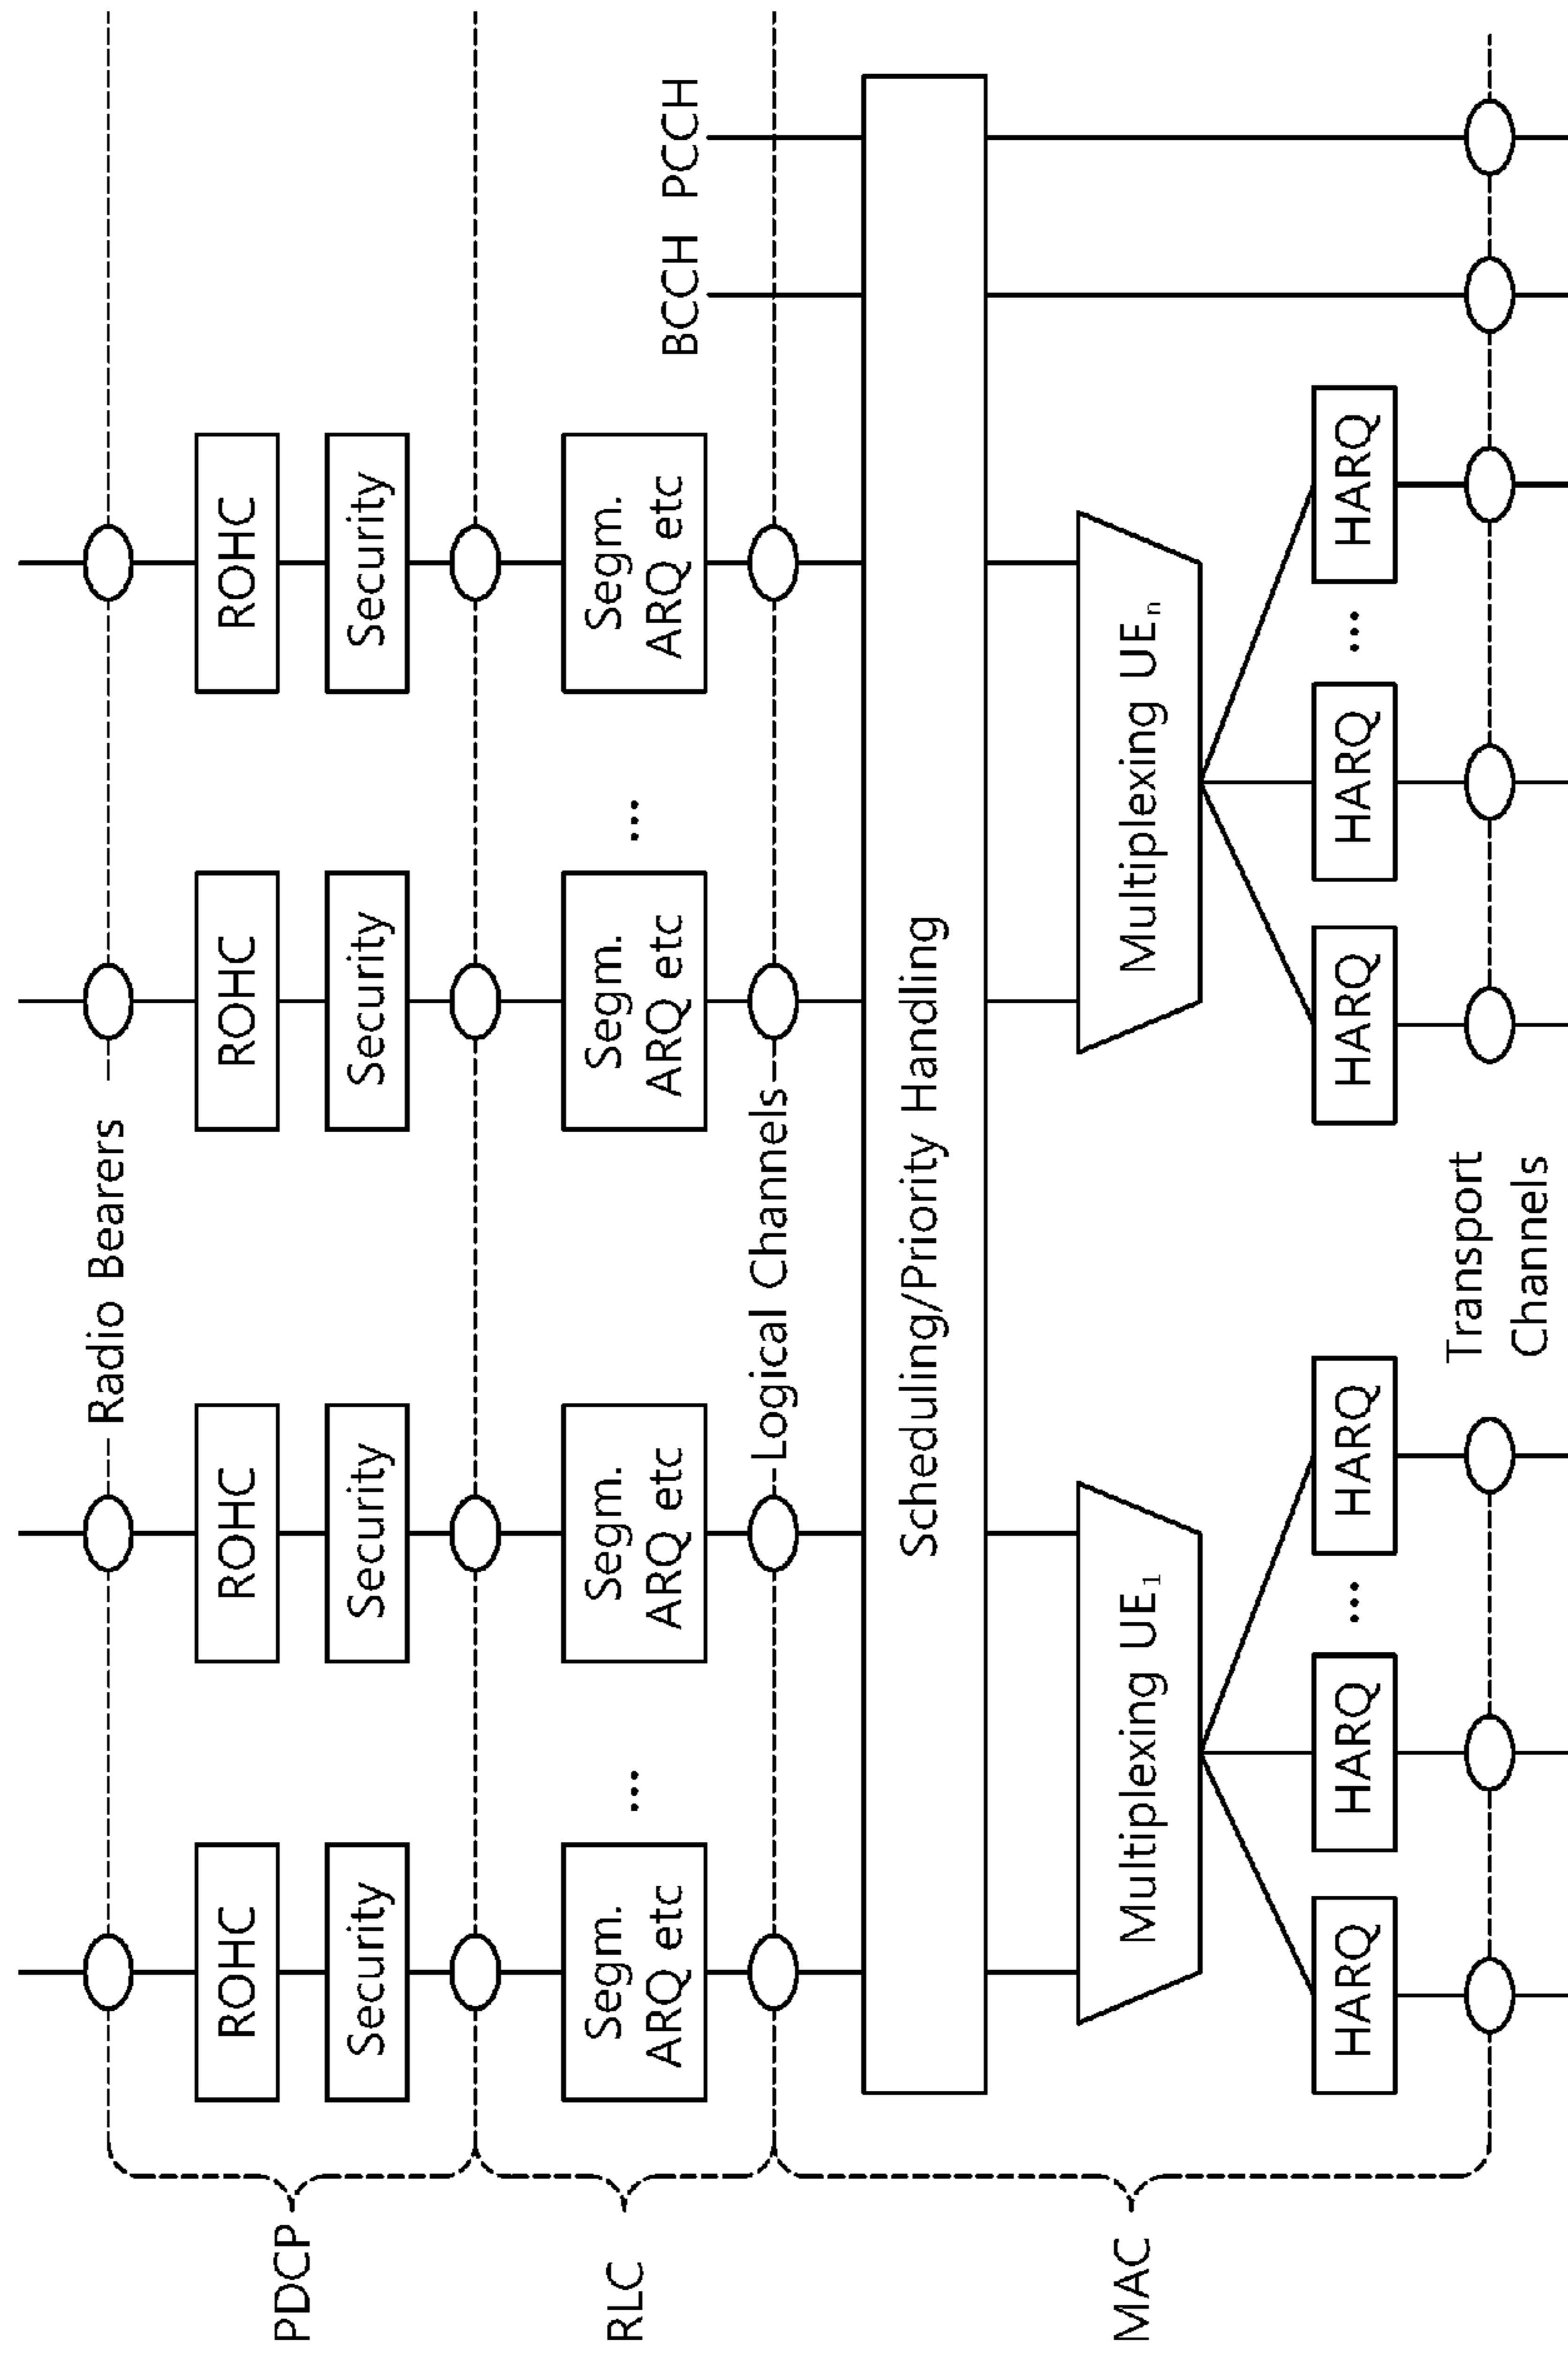 Radio Bearers
PDCP
ROHC
ROHC
ROHC
ROHC
Security
Security
Security
Security
RLC
Segm.
ARQ etc
...
Segm.
ARQ etc
Segm.
ARQ etc
...
Segm.
ARQ etc
BCCH
PCCH
Logical Channels
MAC
Scheduling/Priority Handling
Multiplexing UE₁
Multiplexing UEₙ
HARQ
HARQ
...
HARQ
HARQ
HARQ
...
HARQ
Transport
Channels